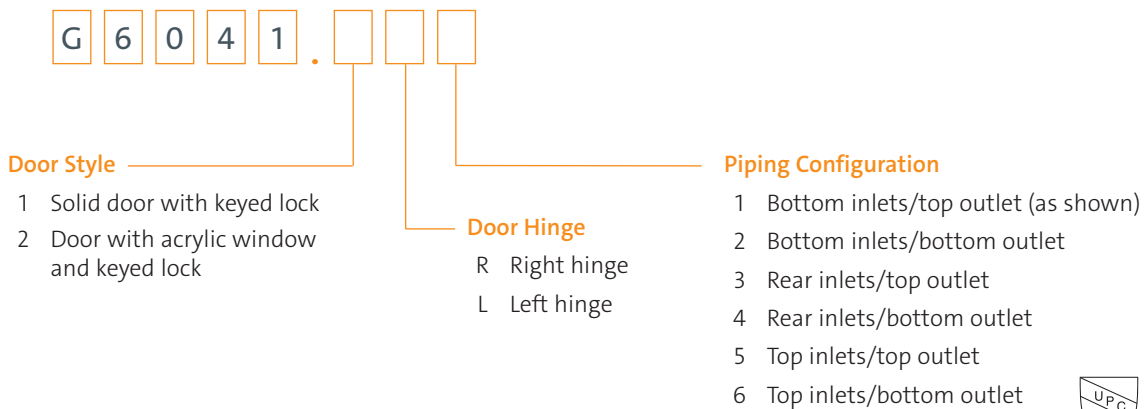 G 6 0 4 1 .
Door Style
1 Solid door with keyed lock
2 Door with acrylic window
and keyed lock
Door Hinge
R Right hinge
L Left hinge
Piping Configuration
1 Bottom inlets/top outlet (as shown)
2 Bottom inlets/bottom outlet
3 Rear inlets/top outlet
4 Rear inlets/bottom outlet
5 Top inlets/top outlet
6 Top inlets/bottom outlet
UPC